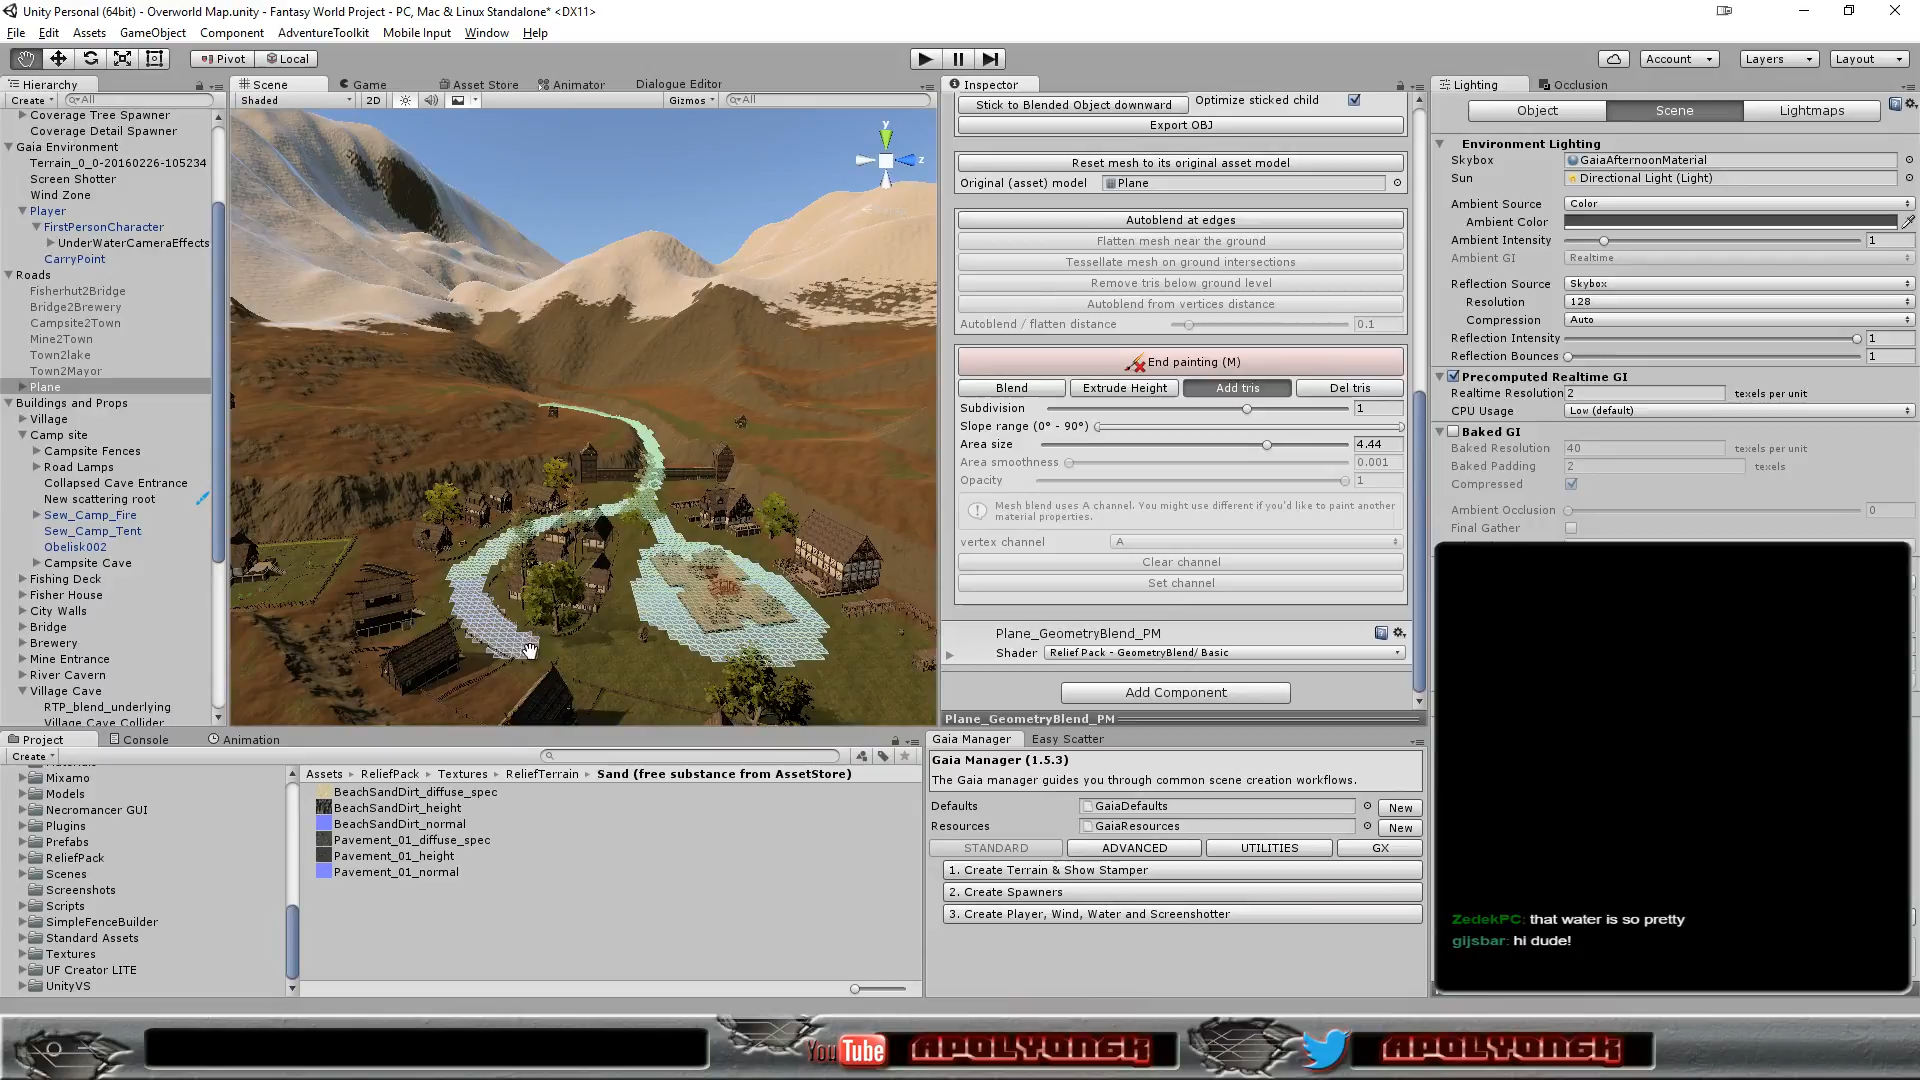 Unity Personal (64bit) - Overworld Map.unity - Fantasy World Project - PC, Mac & Linux Standalone* <DX11>
File Edit Assets GameObject Component AdventureToolkit Mobile Input Window Help
Pivot Local Account Layers Layout
Hierarchy Scene Game Asset Store Animator Dialogue Editor Inspector Lighting Occlusion
Create All Shaded 2D Gizmos All
Coverage Tree Spawner
Coverage Detail Spawner
Gaia Environment
Terrain_0_0-20160226-105234
Screen Shotter
Wind Zone
Player
FirstPersonCharacter
UnderWaterCameraEffects
CarryPoint
Roads
Fisherhut2Bridge
Bridge2Brewery
Campsite2Town
Mine2Town
Town2lake
Town2Mayor
Plane
Buildings and Props
Village
Camp site
Campsite Fences
Road Lamps
Collapsed Cave Entrance
New scattering root
Sew_Camp_Fire
Sew_Camp_Tent
Obelisk002
Campsite Cave
Fishing Deck
Fisher House
City Walls
Bridge
Brewery
Mine Entrance
River Cavern
Village Cave
RTP_blend_underlying
Village Cave Collider
y
z
Stick to Blended Object downward Optimize sticked child
Export OBJ
Reset mesh to its original asset model
Original (asset) model Plane
Autoblend at edges
Flatten mesh near the ground
Tessellate mesh on ground intersections
Remove tris below ground level
Autoblend from vertices distance
Autoblend / flatten distance 0.1
End painting (M)
Blend Extrude Height Add tris Del tris
Subdivision 1
Slope range (0° - 90°)
Area size 4.44
Area smoothness 0.001
Opacity 1
Mesh blend uses A channel. You might use different if you'd like to paint another
material properties.
vertex channel A
Clear channel
Set channel
Plane_GeometryBlend_PM
Shader Relief Pack - GeometryBlend/ Basic
Add Component
Plane_GeometryBlend_PM
Object Scene Lightmaps
Environment Lighting
Skybox GaiaAfternoonMaterial
Sun Directional Light (Light)
Ambient Source Color
Ambient Color
Ambient Intensity 1
Ambient GI Realtime
Reflection Source Skybox
Resolution 128
Compression Auto
Reflection Intensity 1
Reflection Bounces 1
Precomputed Realtime GI
Realtime Resolution 2 texels per unit
CPU Usage Low (default)
Baked GI
Baked Resolution 40 texels per unit
Baked Padding 2 texels
Compressed
Ambient Occlusion 0
Final Gather
ZedekPC: that water is so pretty
gijsbar: hi dude!
Project Console Animation
Create
Mixamo
Models
Necromancer GUI
Plugins
Prefabs
ReliefPack
Scenes
Screenshots
Scripts
SimpleFenceBuilder
Standard Assets
Textures
UF Creator LITE
UnityVS
Assets ReliefPack Textures ReliefTerrain Sand (free substance from AssetStore)
BeachSandDirt_diffuse_spec
BeachSandDirt_height
BeachSandDirt_normal
Pavement_01_diffuse_spec
Pavement_01_height
Pavement_01_normal
Gaia Manager Easy Scatter
Gaia Manager (1.5.3)
The Gaia manager guides you through common scene creation workflows.
Defaults GaiaDefaults New
Resources GaiaResources New
STANDARD ADVANCED UTILITIES GX
1. Create Terrain & Show Stamper
2. Create Spawners
3. Create Player, Wind, Water and Screenshotter
YouTube APOLYONGK APOLYONGK